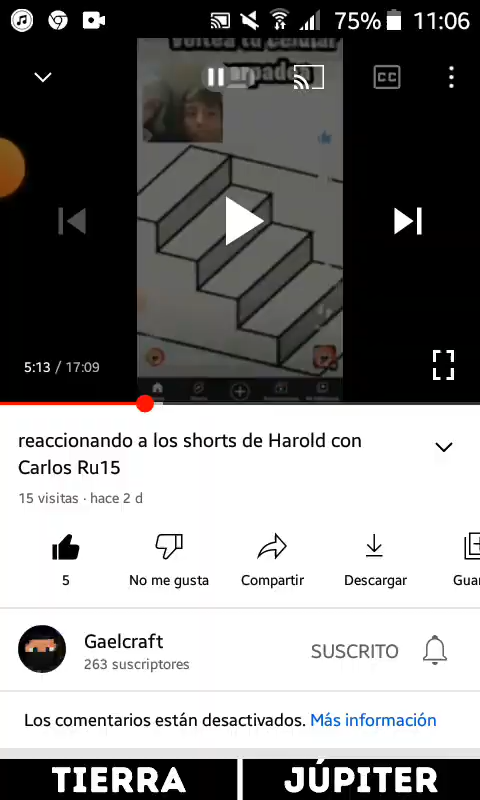 75% 11:06
voltea tu celular
arpadea
CC
5:13 / 17:09
reaccionando a los shorts de Harold con
Carlos Ru15
15 visitas · hace 2 d
5 No me gusta Compartir Descargar Guar
Gaelcraft
263 suscriptores
SUSCRITO
Los comentarios están desactivados. Más información
TIERRA JÚPITER